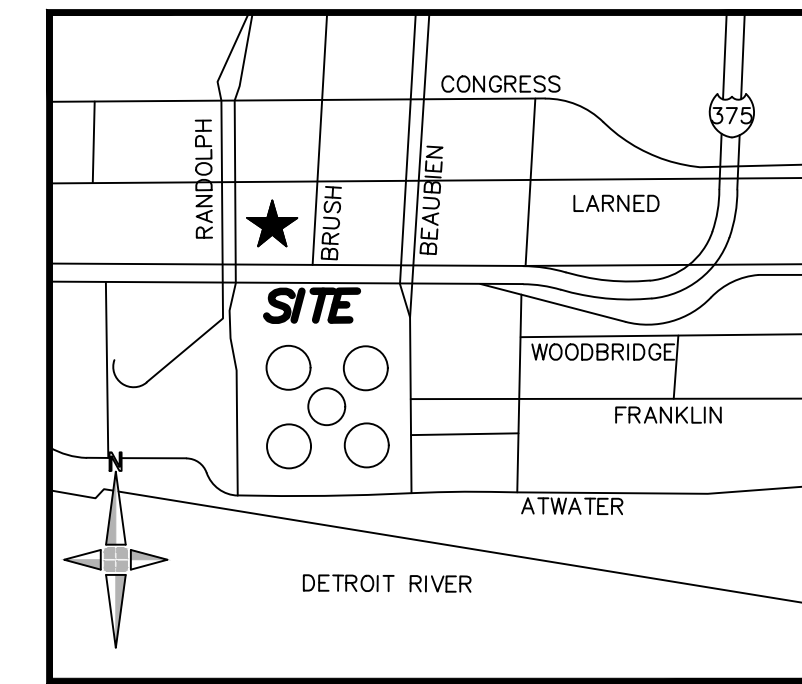 CONGRESS
375
RANDOLPH
BEAUBIEN
BRUSH
LARNED
SITE
WOODBRIDGE
FRANKLIN
N
ATWATER
DETROIT RIVER